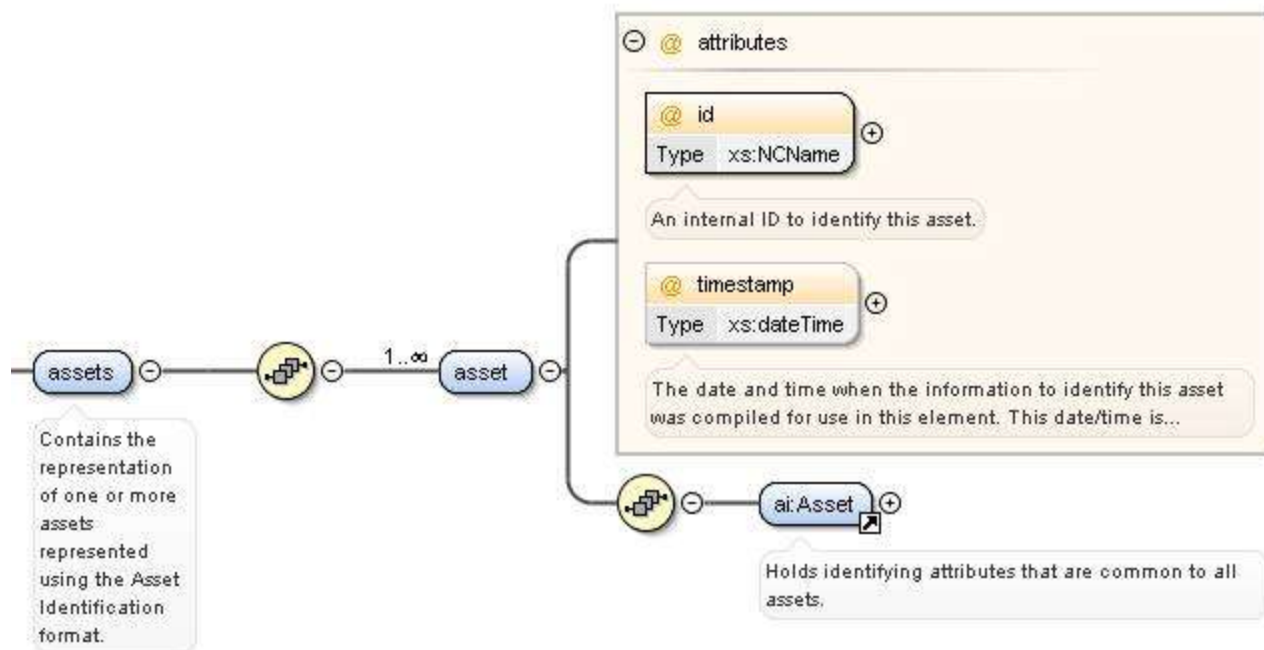 @ attributes
@ id
Type xs:NCName
An internal ID to identify this asset.
@ timestamp
Type xs:dateTime
The date and time when the information to identify this asset
was compiled for use in this element. This date/time is...
assets
1..∞
asset
Contains the
representation
of one or more
assets
represented
using the Asset
Identification
format.
ai:Asset
Holds identifying attributes that are common to all
assets.